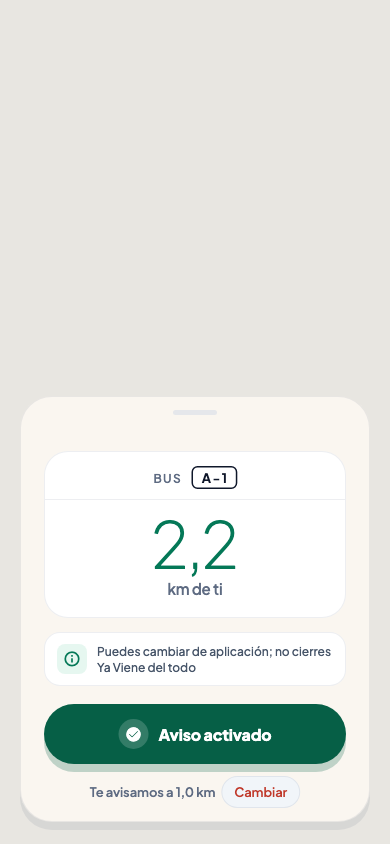 BUS A-1
2,2
km de ti
Puedes cambiar de aplicación; no cierres
Ya Viene del todo
Aviso activado
Te avisamos a 1,0 km Cambiar